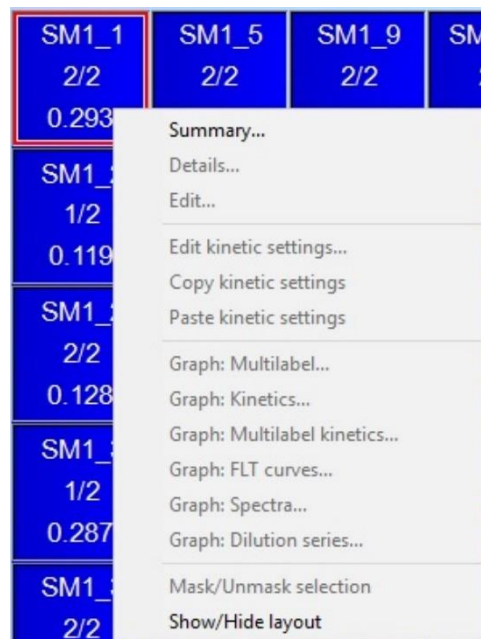 SM1_1 SM1_5 SM1_9
2/2 2/2 2/2
0.293
SM1_
1/2
0.119
SM1_
2/2
0.128
SM1_
1/2
0.287
SM1_
2/2
Summary...
Details...
Edit...
Edit kinetic settings...
Copy kinetic settings
Paste kinetic settings
Graph: Multilabel...
Graph: Kinetics...
Graph: Multilabel kinetics...
Graph: FLT curves...
Graph: Spectra...
Graph: Dilution series...
Mask/Unmask selection
Show/Hide layout